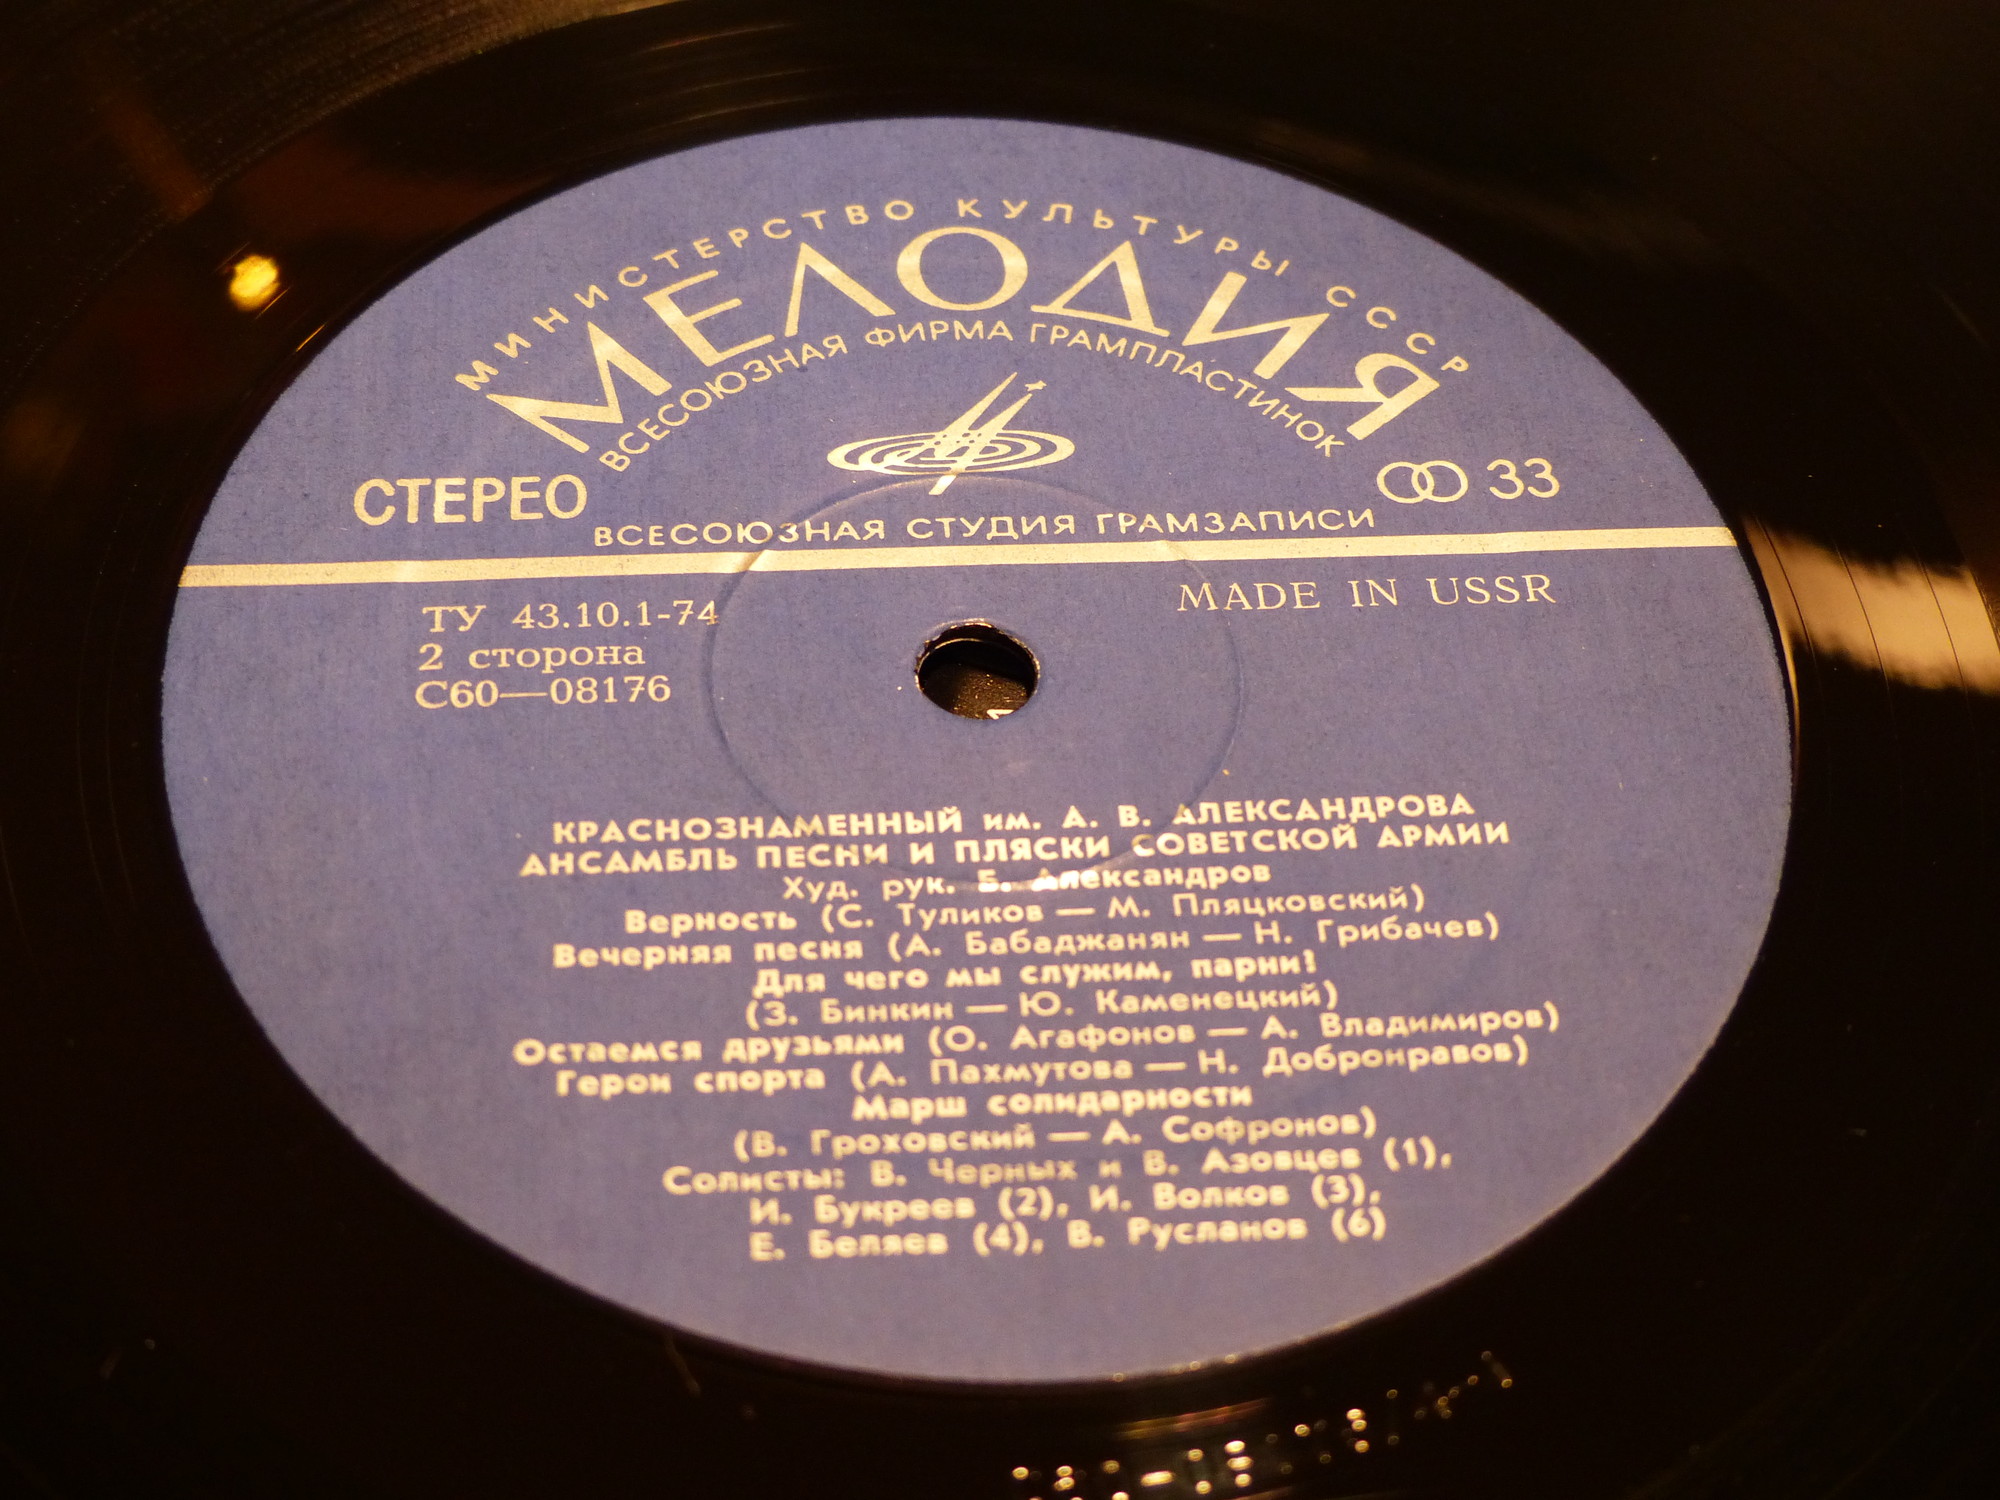 МИНИСТЕРСТВО КУЛЬТУРЫ СССР
МЕЛОДИЯ
ВСЕСОЮЗНАЯ ФИРМА ГРАМПЛАСТИНОК
СТЕРЕО
33
ВСЕСОЮЗНАЯ СТУДИЯ ГРАМЗАПИСИ
ТУ 43.10.1-74
MADE IN USSR
2 сторона
С60—08176
КРАСНОЗНАМЕННЫЙ им. А. В. АЛЕКСАНДРОВА
АНСАМБЛЬ ПЕСНИ И ПЛЯСКИ СОВЕТСКОЙ АРМИИ
Худ. рук. Б. Александров
Верность (С. Туликов — М. Пляцковский)
Вечерняя песня (А. Бабаджанян — Н. Грибачев)
Для чего мы служим, парни!
(З. Бинкин — Ю. Каменецкий)
Остаемся друзьями (О. Агафонов — А. Владимиров)
Герои спорта (А. Пахмутова — Н. Добронравов)
Марш солидарности
(В. Гроховский — А. Софронов)
Солисты: В. Черных и В. Азовцев (1),
И. Букреев (2), И. Волков (3),
Е. Беляев (4), В. Русланов (6)